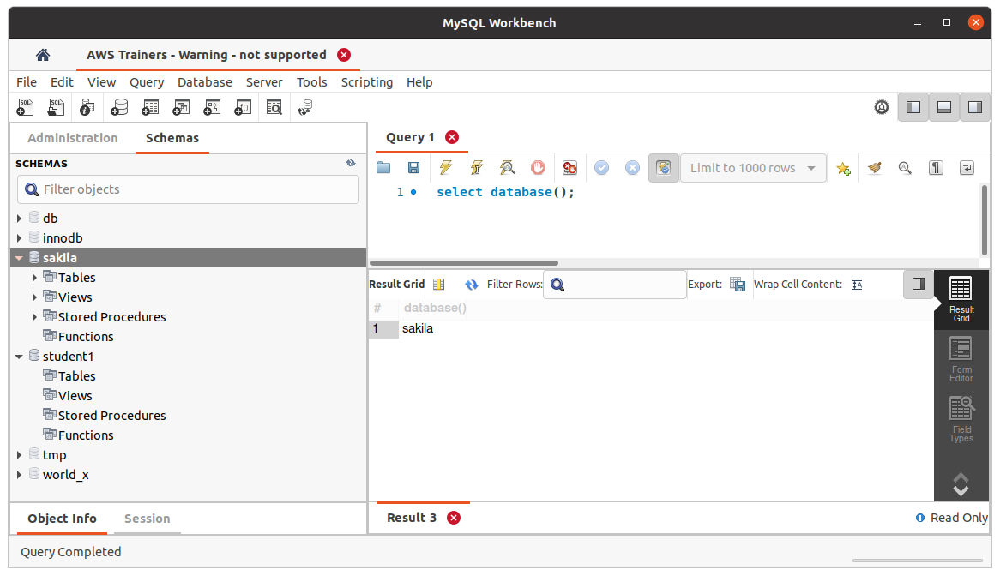 MySQL Workbench
AWS Trainers - Warning - not supported
File Edit View Query Database Server Tools Scripting Help
Administration Schemas
SCHEMAS
Filter objects
db
innodb
sakila
Tables
Views
Stored Procedures
Functions
student1
Tables
Views
Stored Procedures
Functions
tmp
world_x
Object Info Session
Query 1
Limit to 1000 rows
1 select database();
Result Grid Filter Rows: Export: Wrap Cell Content:
# database()
1 sakila
Result
Grid
Form
Editor
Field
Types
Result 3 Read Only
Query Completed